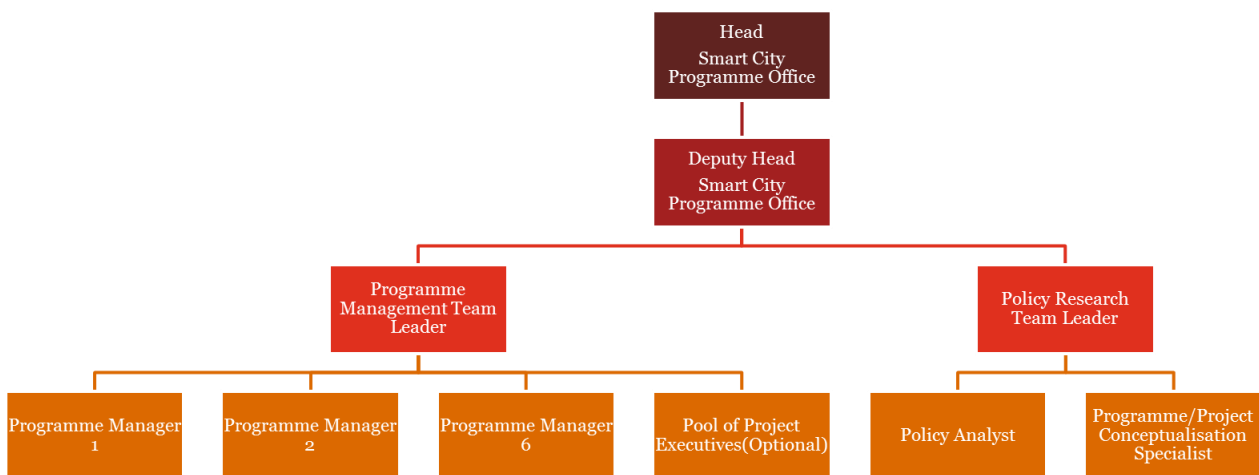 Head
Smart City
Programme Office
Deputy Head
Smart City
Programme Office
Programme
Management Team
Leader
Policy Research
Team Leader
Programme Manager
1
Programme Manager
2
Programme Manager
6
Pool of Project
Executives(Optional)
Policy Analyst
Programme/Project
Conceptualisation
Specialist